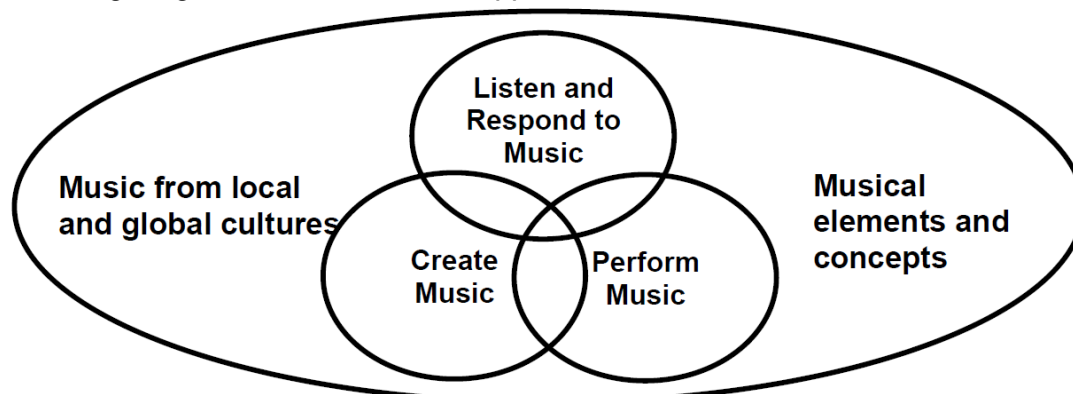 Listen and
Respond to
Music
Music from local
and global cultures
Musical
elements and
concepts
Create
Music
Perform
Music